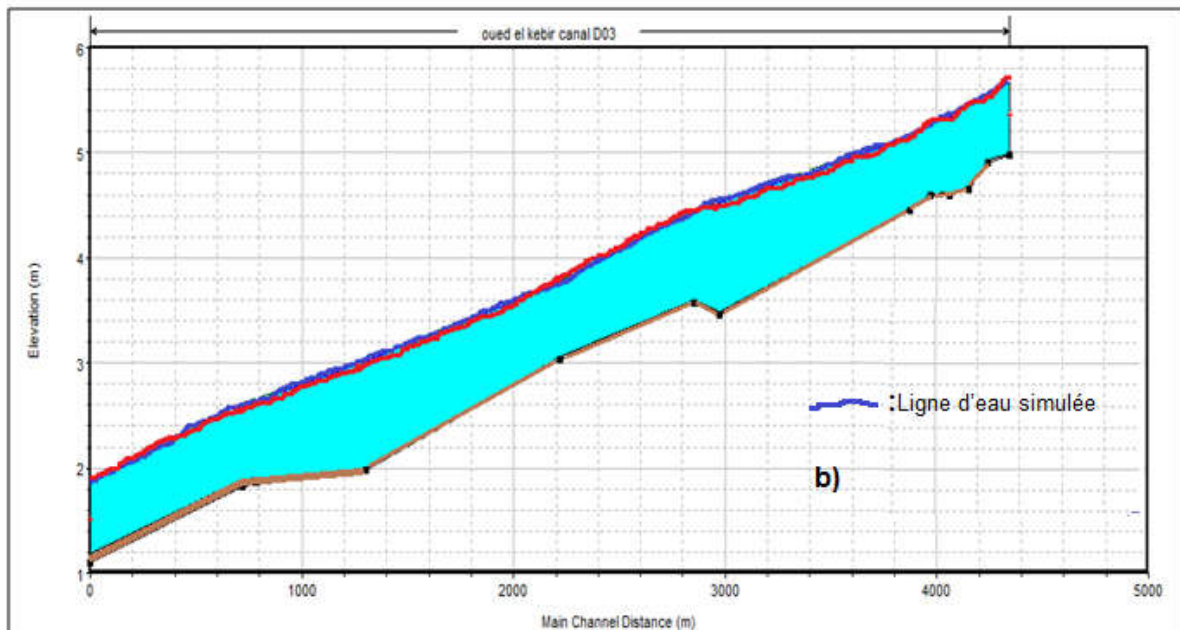 oued el kebir canal D03
6
5
4
3
2
1
Elevation (m)
:Ligne d'eau simulée
b)
0
1000
2000
3000
4000
5000
Main Channel Distance (m)